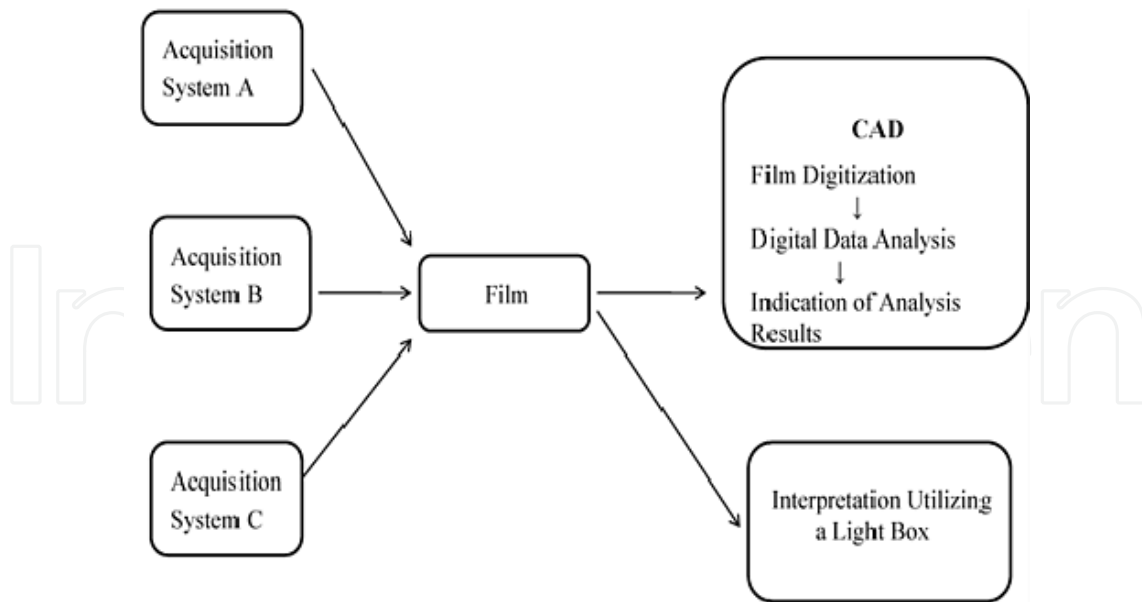 Acquisition
System A
Acquisition
System B
Acquisition
System C
Film
CAD
Film Digitization
↓
Digital Data Analysis
↓
Indication of Analysis
Results
Interpretation Utilizing
a Light Box